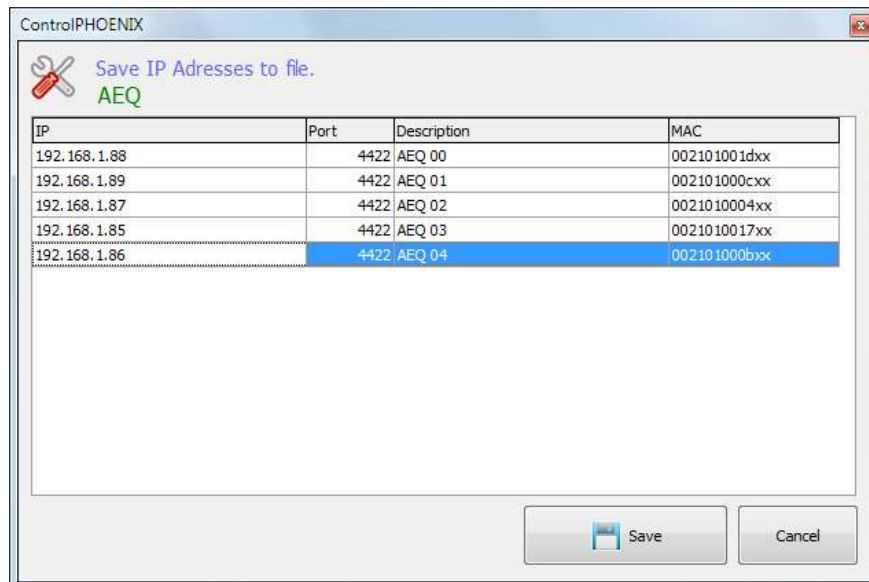 ControlPHOENIX
Save IP Adresses to file.
AEQ
IP Port Description MAC
192.168.1.88 4422 AEQ 00 002101001dxx
192.168.1.89 4422 AEQ 01 002101000cxx
192.168.1.87 4422 AEQ 02 0021010004xx
192.168.1.85 4422 AEQ 03 0021010017xx
192.168.1.86 4422 AEQ 04 002101000bxx
Save Cancel